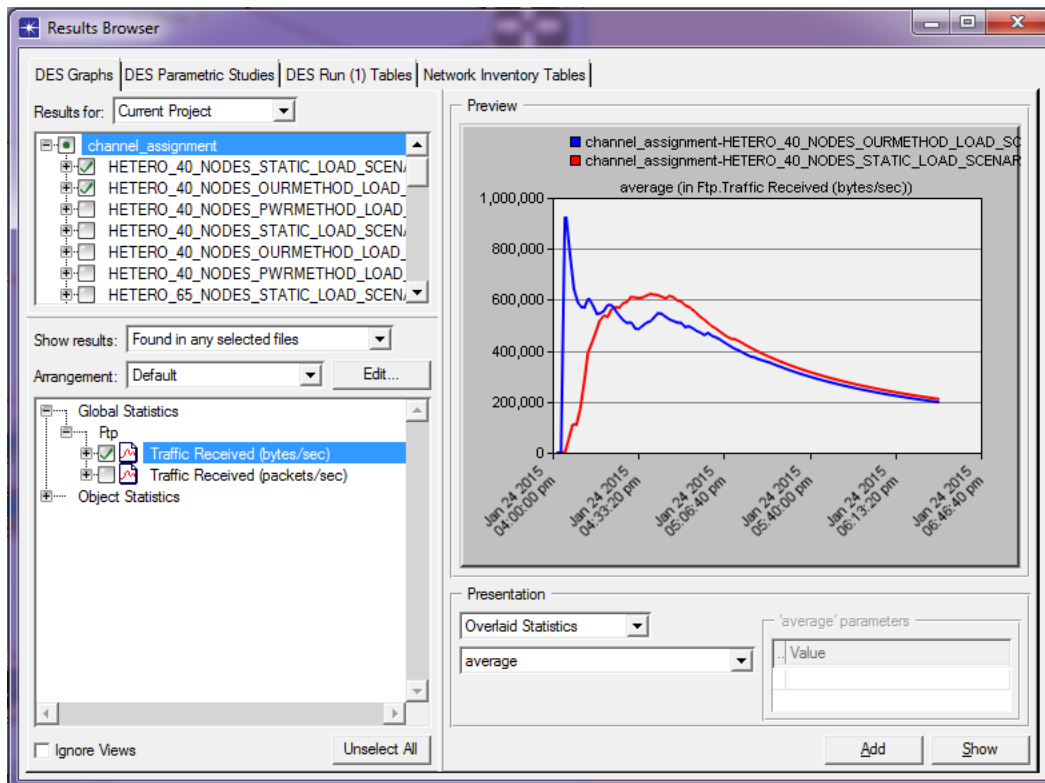 Results Browser
DES Graphs DES Parametric Studies DES Run (1) Tables Network Inventory Tables
Results for: Current Project
channel_assignment
HETERO_40_NODES_STATIC_LOAD_SCENAR
HETERO_40_NODES_OURMETHOD_LOAD_
HETERO_40_NODES_PWRMETHOD_LOAD_
HETERO_40_NODES_STATIC_LOAD_SCENA
HETERO_40_NODES_OURMETHOD_LOAD_
HETERO_40_NODES_PWRMETHOD_LOAD_
HETERO_65_NODES_STATIC_LOAD_SCENA
Show results: Found in any selected files
Arrangement: Default Edit...
Global Statistics
Ftp
Traffic Received (bytes/sec)
Traffic Received (packets/sec)
Object Statistics
Ignore Views Unselect All
Preview
channel_assignment-HETERO_40_NODES_OURMETHOD_LOAD_SC
channel_assignment-HETERO_40_NODES_STATIC_LOAD_SCENAR
average (in Ftp.Traffic Received (bytes/sec))
1,000,000
800,000
600,000
400,000
200,000
0
Jan 24 2015
04:00:00 pm
Jan 24 2015
04:33:20 pm
Jan 24 2015
05:06:40 pm
Jan 24 2015
05:40:00 pm
Jan 24 2015
06:13:20 pm
Jan 24 2015
06:46:40 pm
Presentation
Overlaid Statistics
average
'average' parameters
.. Value
Add Show